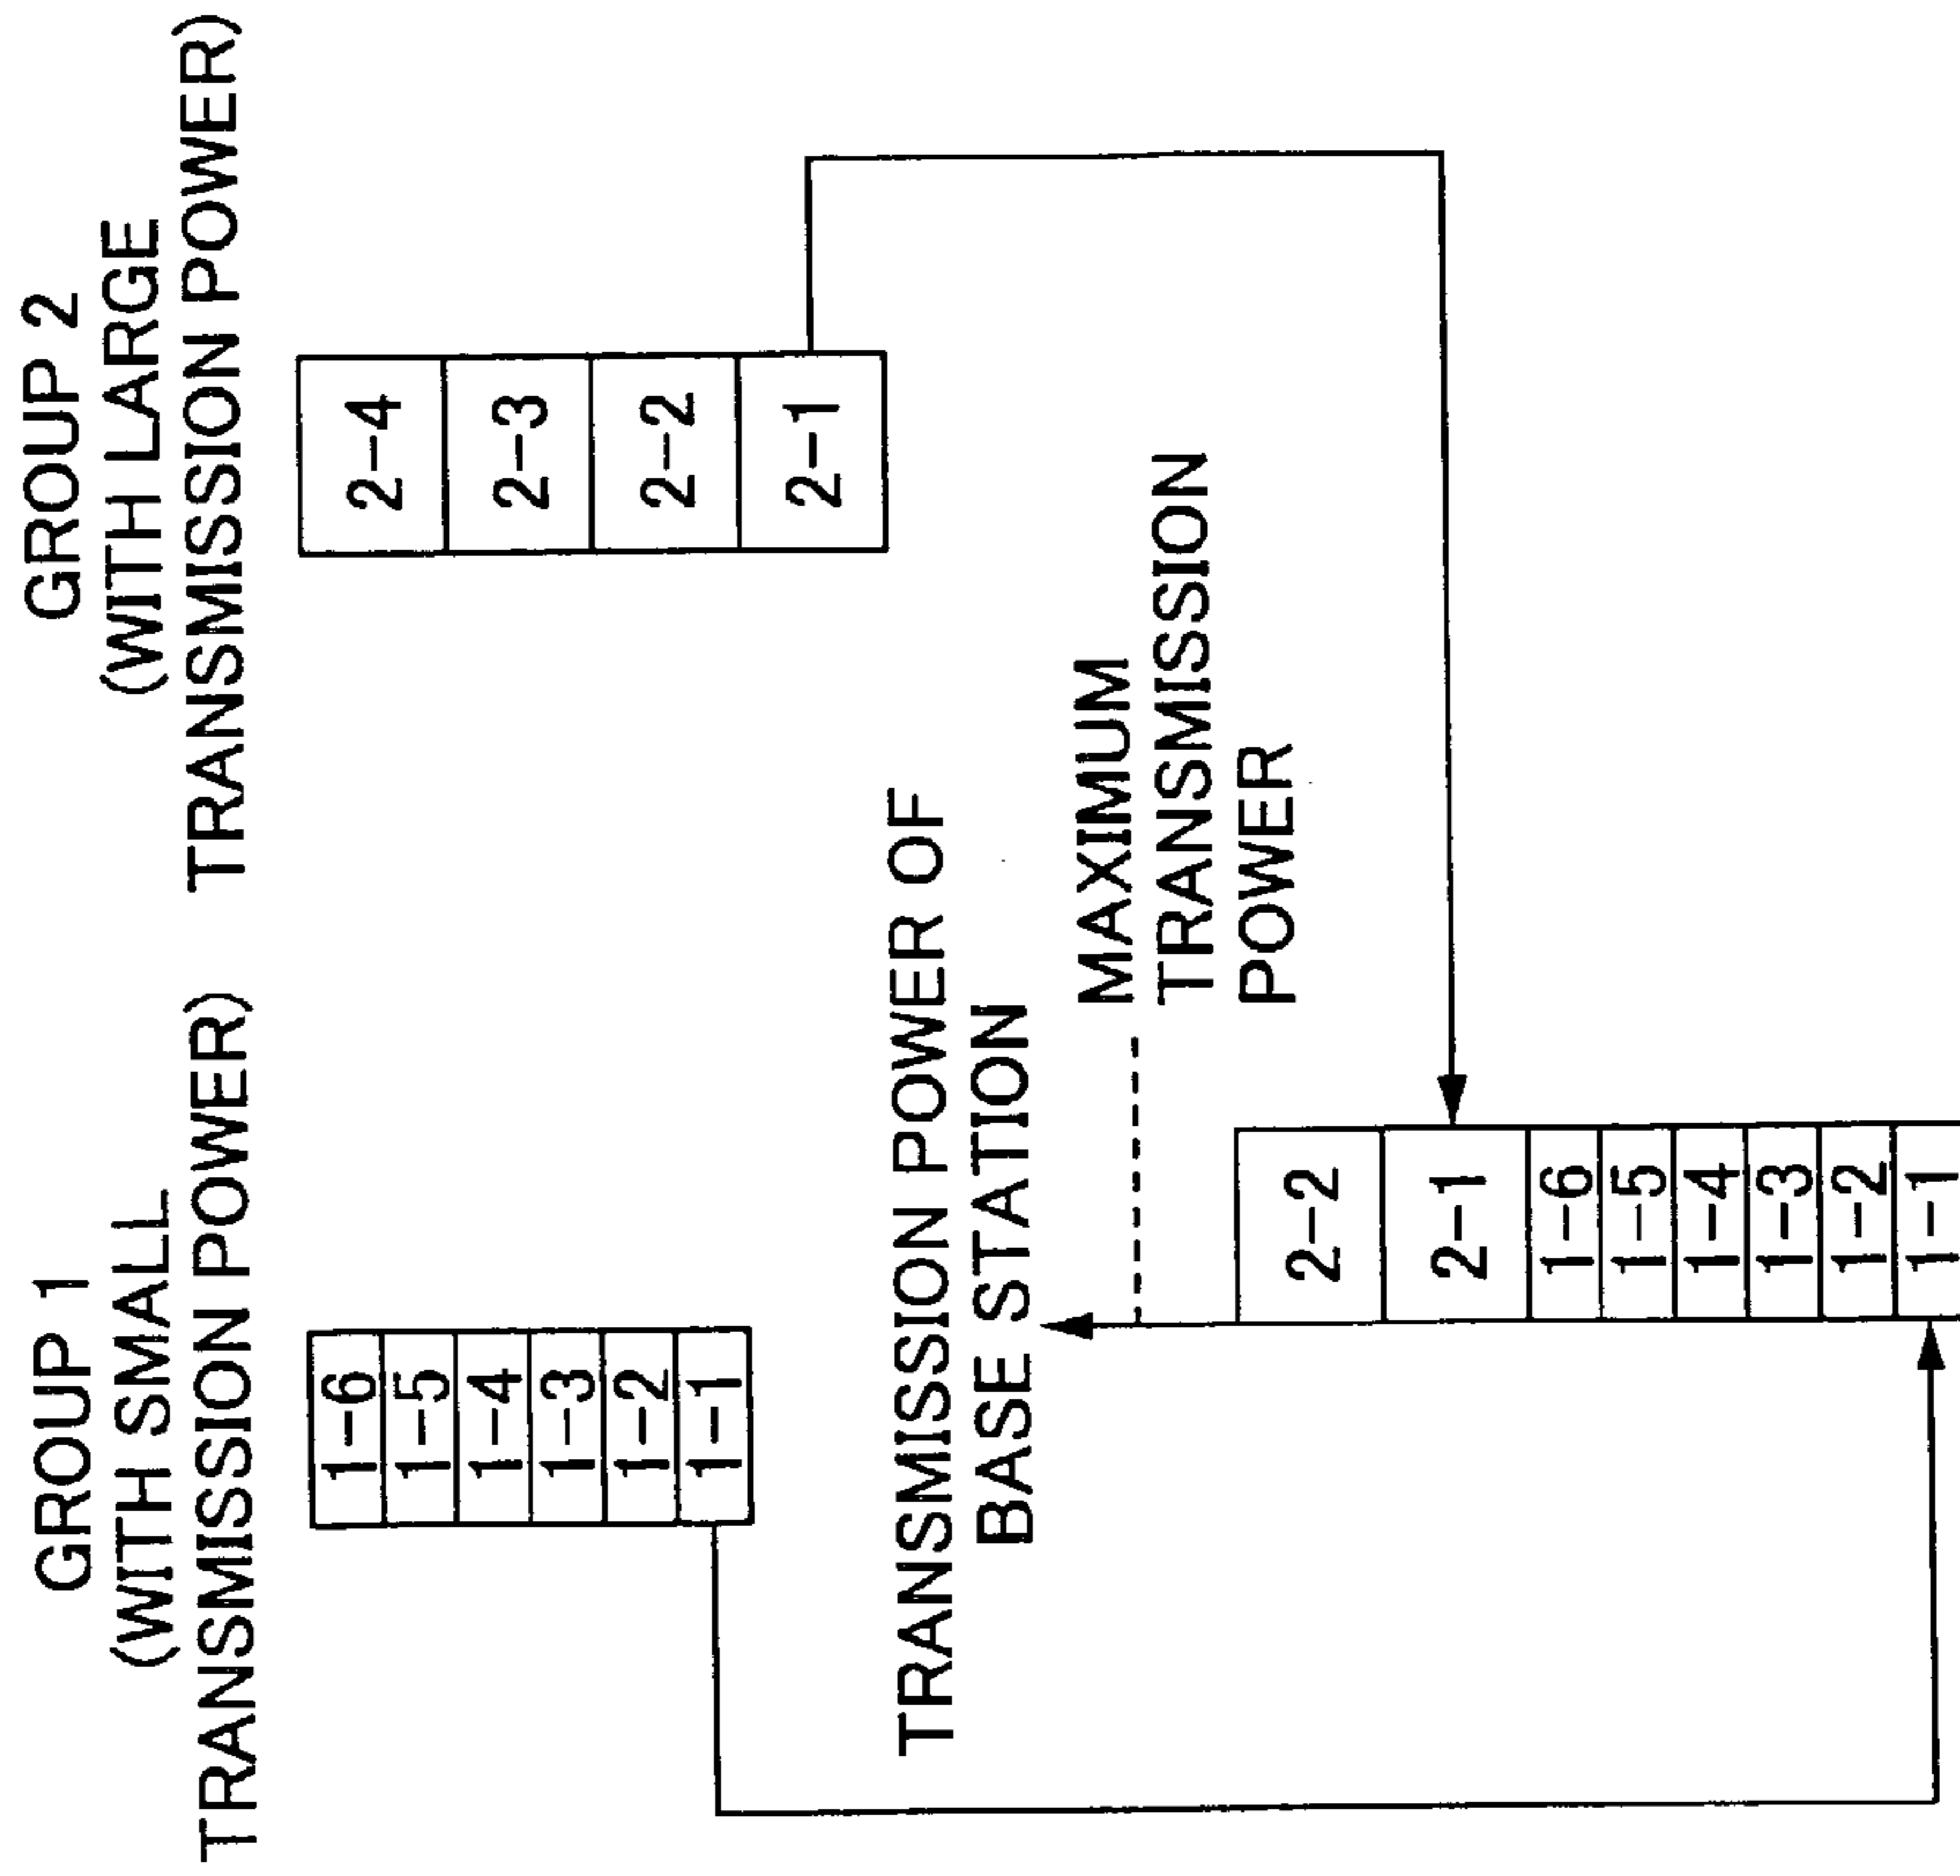 GROUP 1
(WITH SMALL
TRANSMISSION POWER)
1-6
1-5
1-4
1-3
1-2
1-1
GROUP 2
(WITH LARGE
TRANSMISSION POWER)
2-4
2-3
2-2
2-1
TRANSMISSION POWER OF
BASE STATION
MAXIMUM
TRANSMISSION
POWER
2-2
2-1
1-6
1-5
1-4
1-3
1-2
1-1